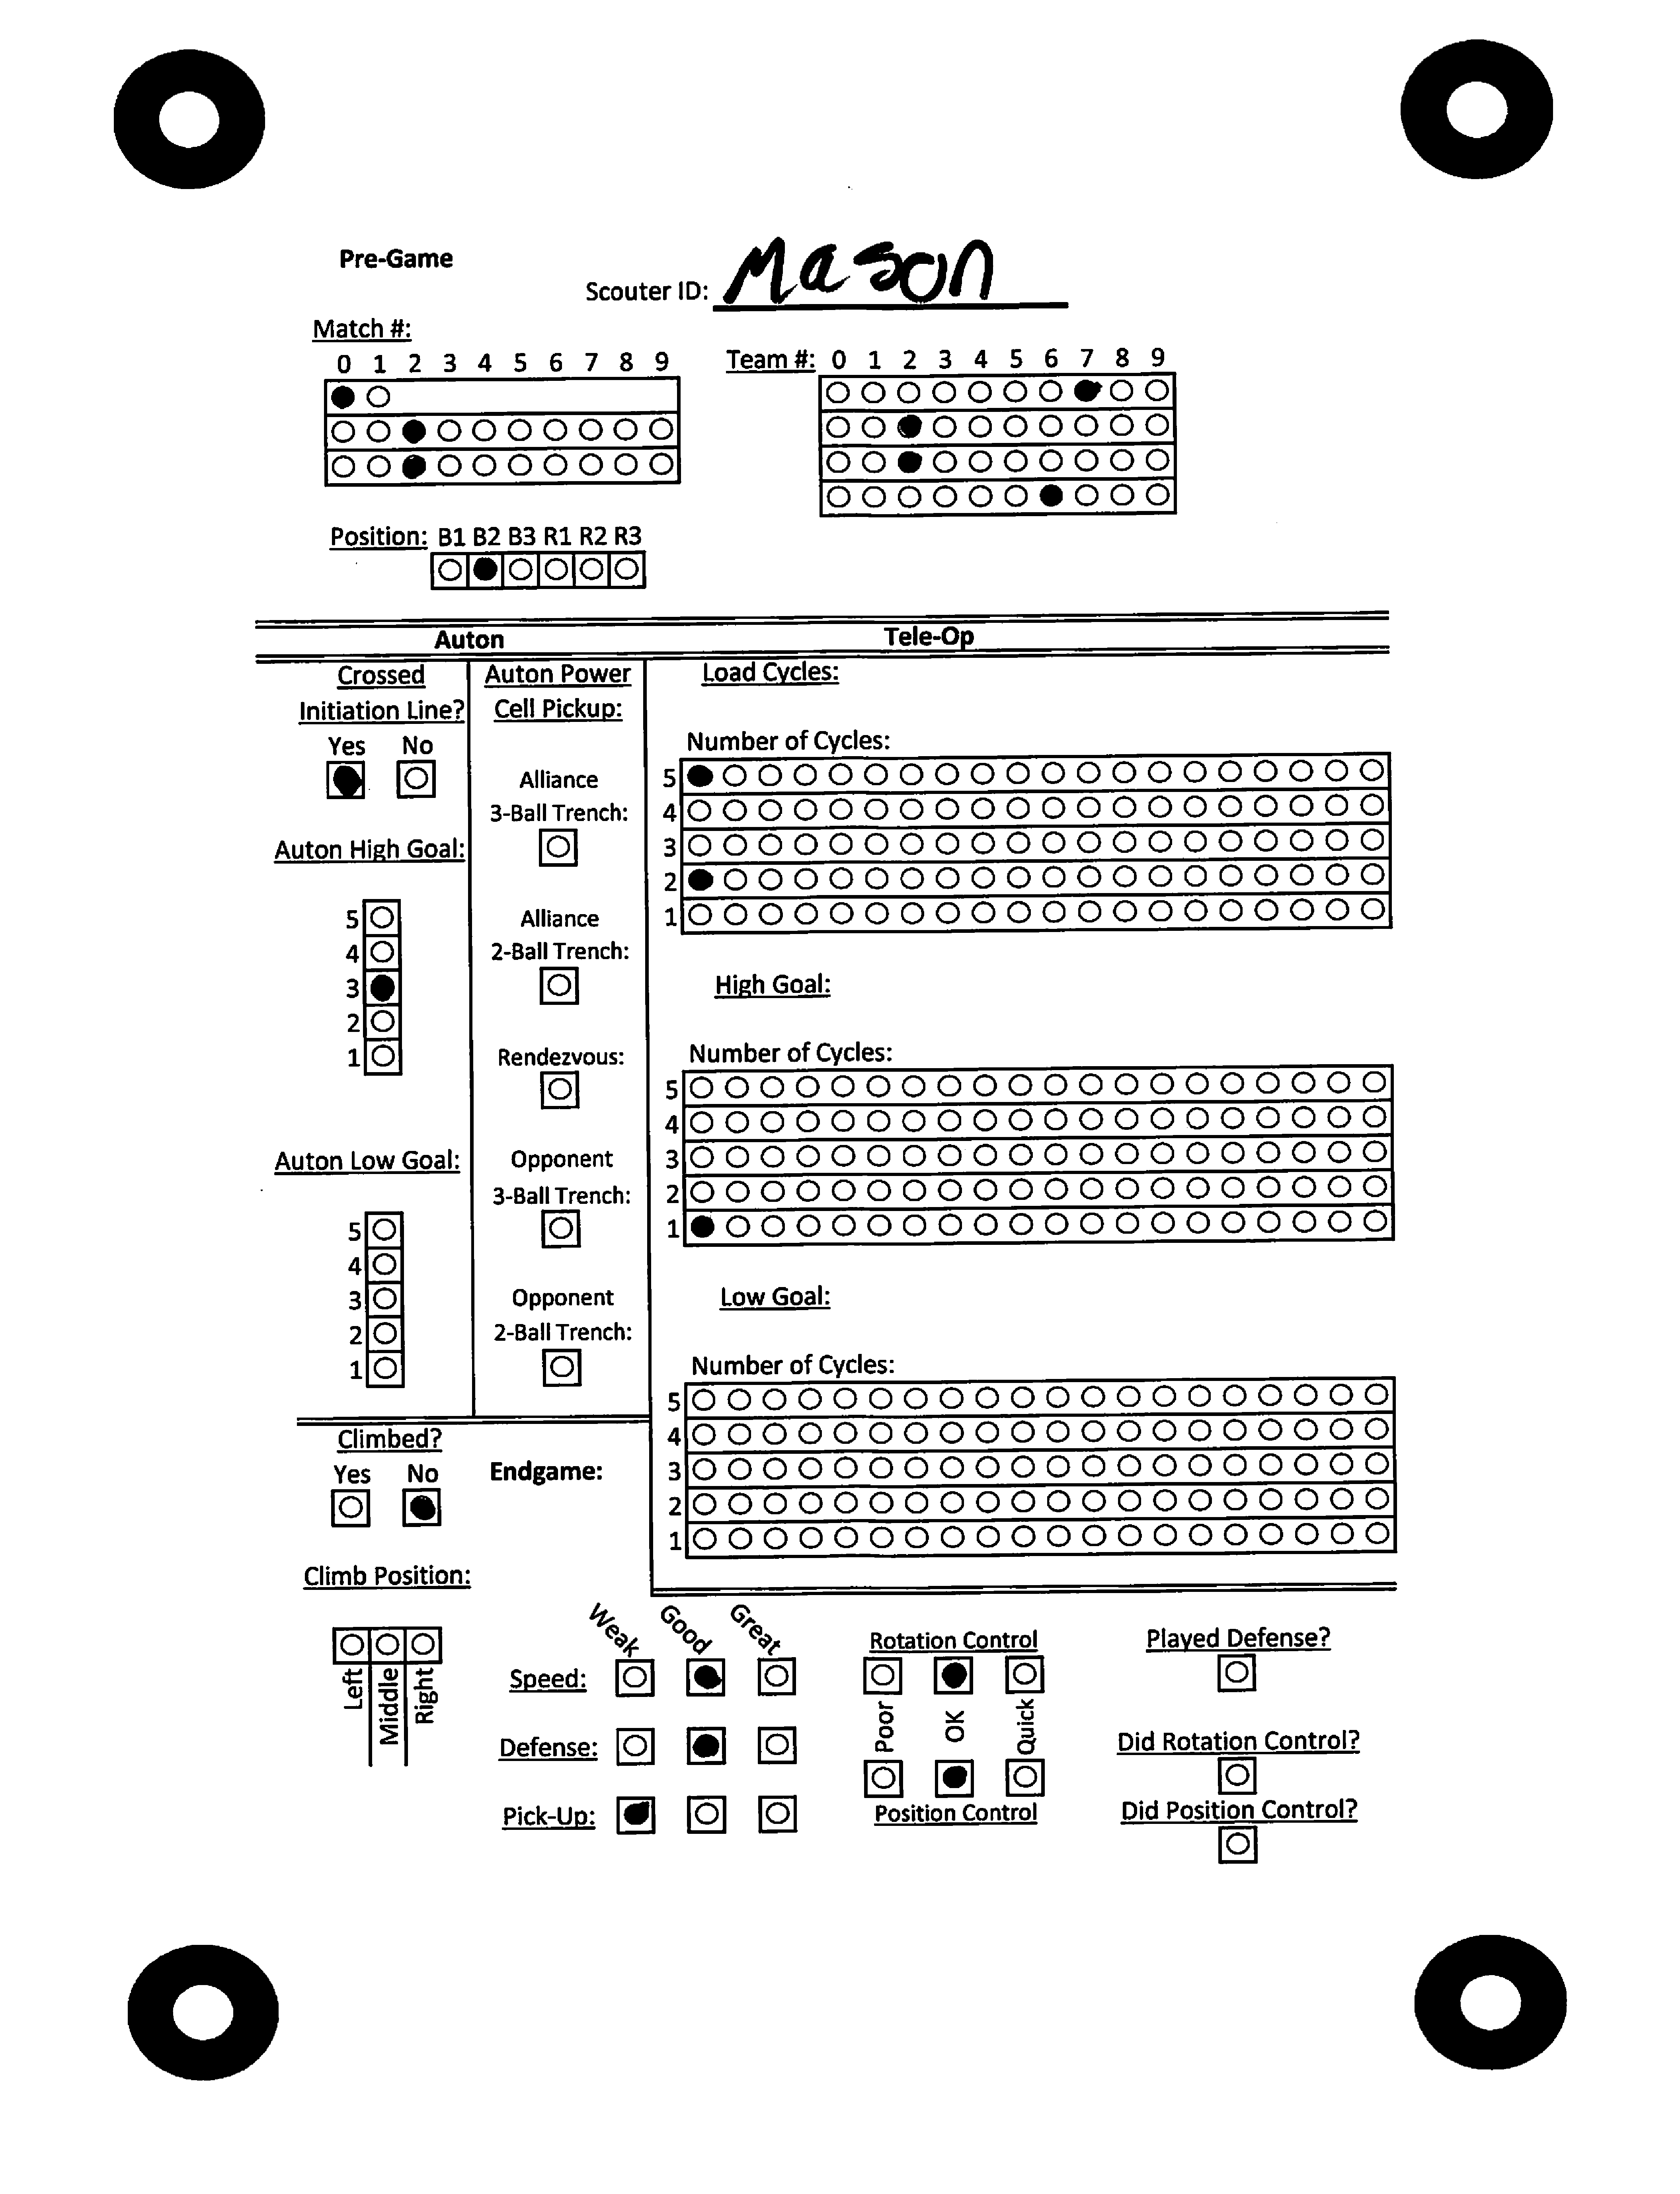 Pre-Game
Scouter ID: Mason
Match #:
0 1 2 3 4 5 6 7 8 9
Team #: 0 1 2 3 4 5 6 7 8 9
Position: B1 B2 B3 R1 R2 R3
Auton
Tele-Op
Crossed
Initiation Line?
Yes No
Auton High Goal:
5
4
3
2
1
Auton Low Goal:
5
4
3
2
1
Auton Power
Cell Pickup:
Alliance
3-Ball Trench:
Alliance
2-Ball Trench:
Rendezvous:
Opponent
3-Ball Trench:
Opponent
2-Ball Trench:
Load Cycles:
Number of Cycles:
5
4
3
2
1
High Goal:
Number of Cycles:
5
4
3
2
1
Low Goal:
Number of Cycles:
5
4
3
2
1
Climbed?
Yes No
Endgame:
Climb Position:
Left
Middle
Right
Weak Good Great
Speed:
Defense:
Pick-Up:
Rotation Control
Poor OK Quick
Position Control
Played Defense?
Did Rotation Control?
Did Position Control?